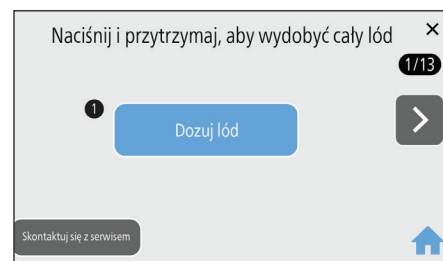 Naciśnij i przytrzymaj, aby wydobyć cały lód
×
1/13
1
Dozuj lód
>
Skontaktuj się z serwisem